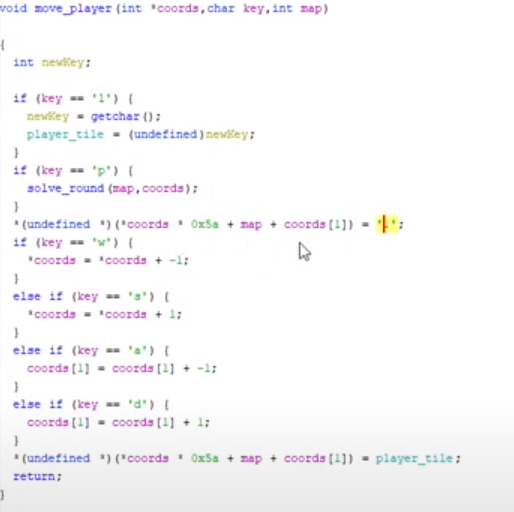 void move_player(int *coords,char key,int map)
{
int newKey;
if (key == 'l') {
newKey = getchar();
player_tile = (undefined)newKey;
}
if (key == 'p') {
solve_round(map,coords);
}
*(undefined *)(*coords * 0x5a + map + coords[1]) = '.';
if (key == 'w') {
*coords = *coords + -1;
}
else if (key == 's') {
*coords = *coords + 1;
}
else if (key == 'a') {
coords[1] = coords[1] + -1;
}
else if (key == 'd') {
coords[1] = coords[1] + 1;
}
*(undefined *)(*coords * 0x5a + map + coords[1]) = player_tile;
return;
}